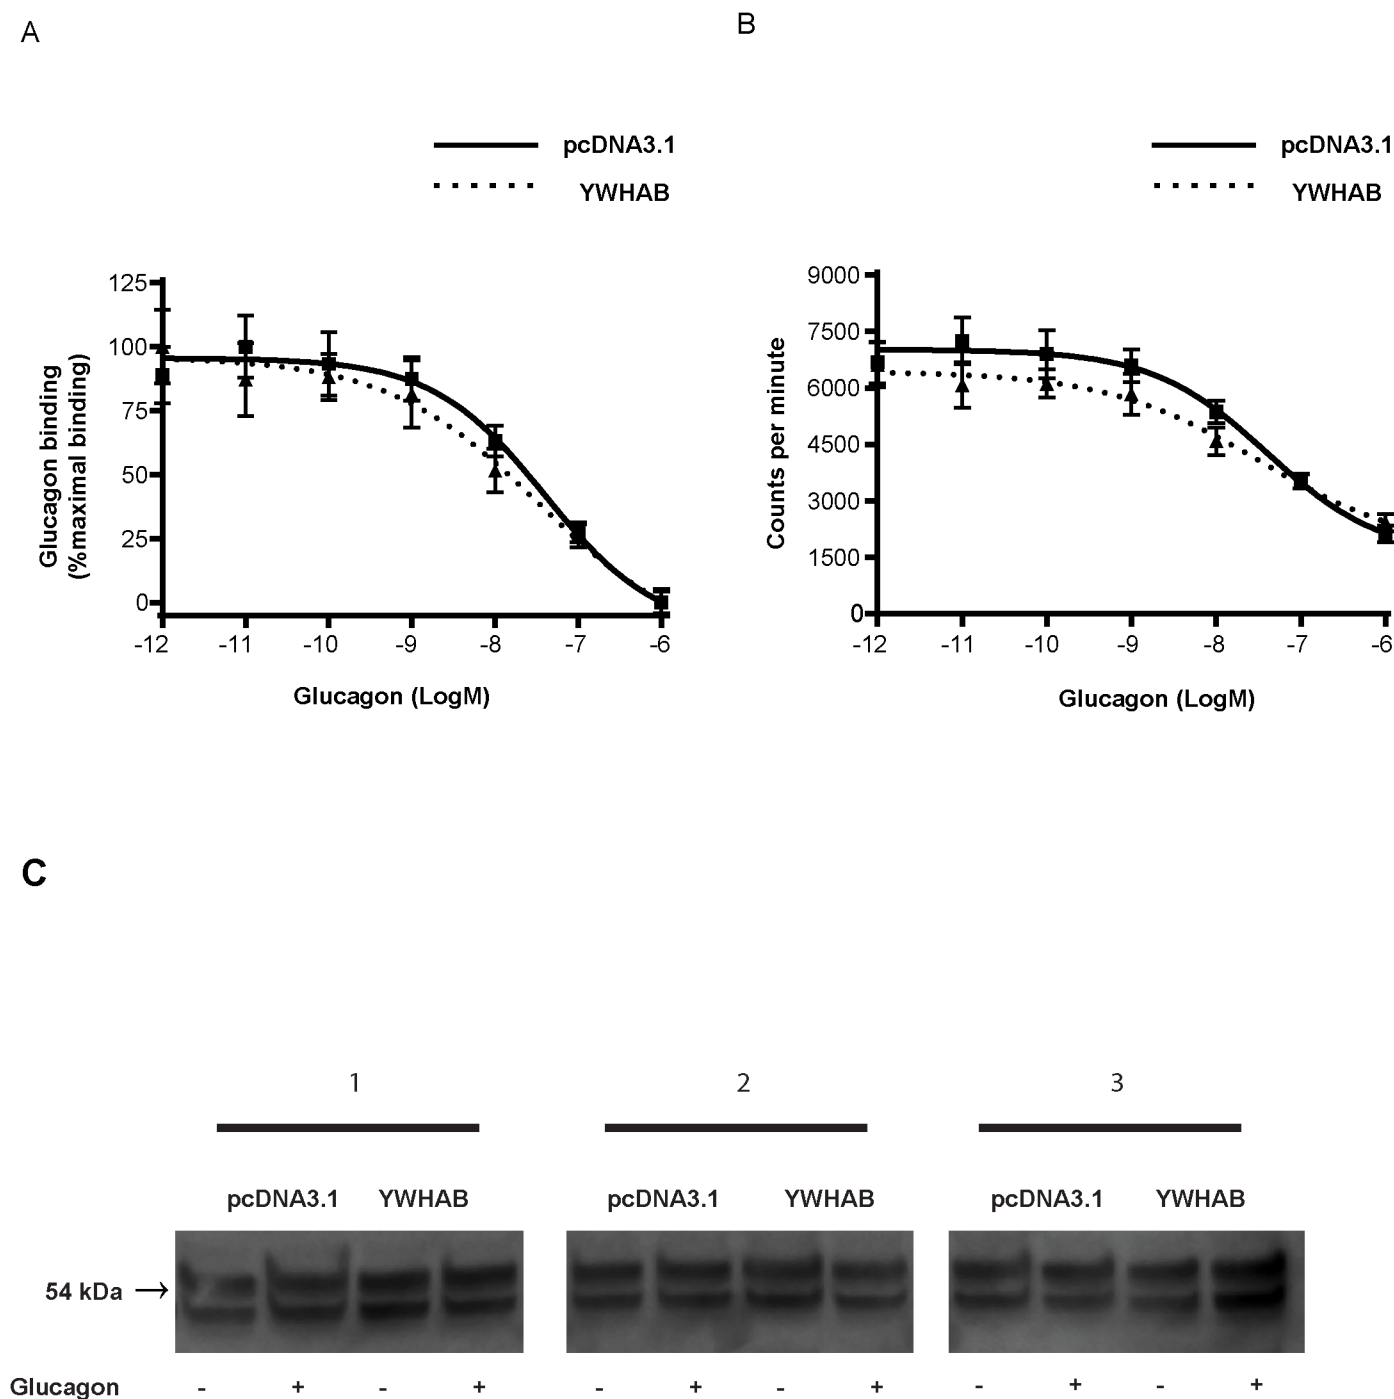 A
B
pcDNA3.1
YWHAB
pcDNA3.1
YWHAB
125
100
75
50
25
0
Glucagon binding
(%maximal binding)
-12 -11 -10 -9 -8 -7 -6
Glucagon (LogM)
9000
7500
6000
4500
3000
1500
0
Counts per minute
-12 -11 -10 -9 -8 -7 -6
Glucagon (LogM)
C
1 2 3
pcDNA3.1 YWHAB pcDNA3.1 YWHAB pcDNA3.1 YWHAB
54 kDa →
Glucagon - + - + - + - + - + - +